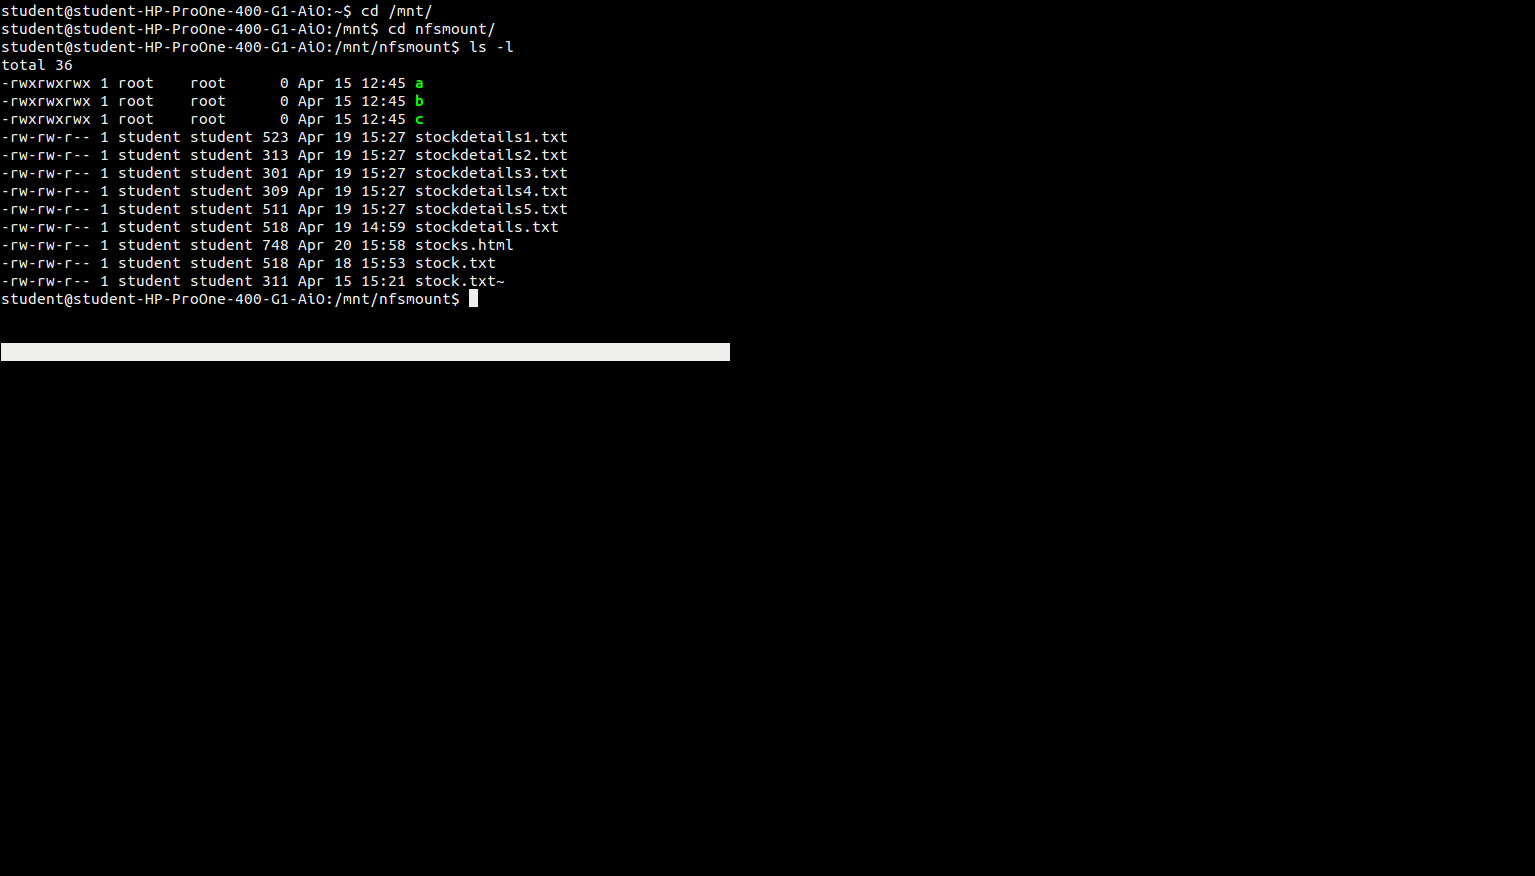 student@student-HP-ProOne-400-G1-AiO:~$ cd /mnt/
student@student-HP-ProOne-400-G1-AiO:/mnt$ cd nfsmount/
student@student-HP-ProOne-400-G1-AiO:/mnt/nfsmount$ ls -l
total 36
-rwxrwxrwx 1 root    root      0 Apr 15 12:45 a
-rwxrwxrwx 1 root    root      0 Apr 15 12:45 b
-rwxrwxrwx 1 root    root      0 Apr 15 12:45 c
-rw-rw-r-- 1 student student 523 Apr 19 15:27 stockdetails1.txt
-rw-rw-r-- 1 student student 313 Apr 19 15:27 stockdetails2.txt
-rw-rw-r-- 1 student student 301 Apr 19 15:27 stockdetails3.txt
-rw-rw-r-- 1 student student 309 Apr 19 15:27 stockdetails4.txt
-rw-rw-r-- 1 student student 511 Apr 19 15:27 stockdetails5.txt
-rw-rw-r-- 1 student student 518 Apr 19 14:59 stockdetails.txt
-rw-rw-r-- 1 student student 748 Apr 20 15:58 stocks.html
-rw-rw-r-- 1 student student 518 Apr 18 15:53 stock.txt
-rw-rw-r-- 1 student student 311 Apr 15 15:21 stock.txt~
student@student-HP-ProOne-400-G1-AiO:/mnt/nfsmount$